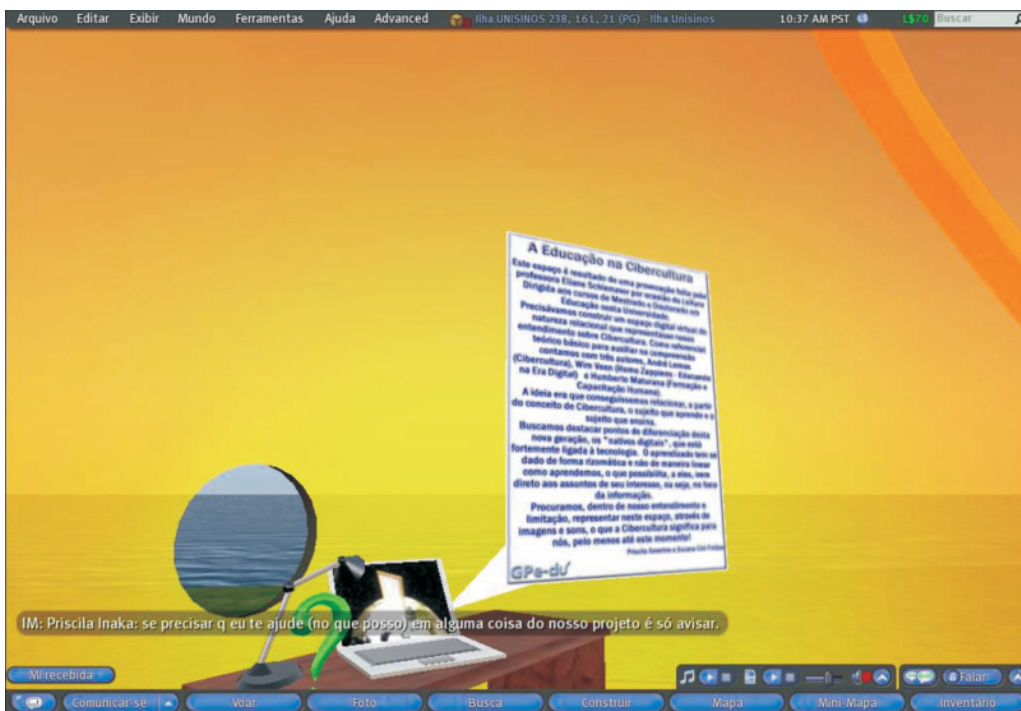 Arquivo Editar Exibir Mundo Ferramentas Ajuda Advanced Ilha UNISINOS 238, 161, 21 (PG) - Ilha Unisinos 10:37 AM PST L$70 Buscar
A Educação na Cibercultura
Este espaço é resultado de uma provocação feita pela
professora Eliane Schlemmer por ocasião da Leitura
Dirigida aos cursos de Mestrado e Doutorado em
Educação nesta Universidade.
Precisávamos construir um espaço digital virtual de
natureza relacional que representasse nosso
entendimento sobre Cibercultura. Como referencial
teórico básico para auxiliar na compreensão
contamos com três autores, André Lemos
(Cibercultura), Wim Veen (Homo Zappiens - Educando
na Era Digital) e Humberto Maturana (Formação e
Capacitação Humana).
A ideia era que conseguíssemos relacionar, a partir
do conceito de Cibercultura, o sujeito que aprende e o
sujeito que ensina.
Buscamos destacar pontos de diferenciação desta
nova geração, os "nativos digitais", que está
fortemente ligada à tecnologia. O aprendizado tem se
dado de forma rizomática e não de maneira linear
como aprendemos, o que possibilita, a eles, irem
direto aos assuntos de seu interesse, ou seja, no foco
da informação.
Procuramos, dentro de nosso entendimento e
limitação, representar neste espaço, através de
imagens e sons, o que a Cibercultura significa para
nós, pelo menos até este momento!
Priscila Severino e Suzana
GPe-dU
IM: Priscila Inaka: se precisar q eu te ajude (no que posso) em alguma coisa do nosso projeto é só avisar.
MI recebida
Falar
Comunicar-se Voar Foto Busca Construir Mapa Mini-Mapa Inventário